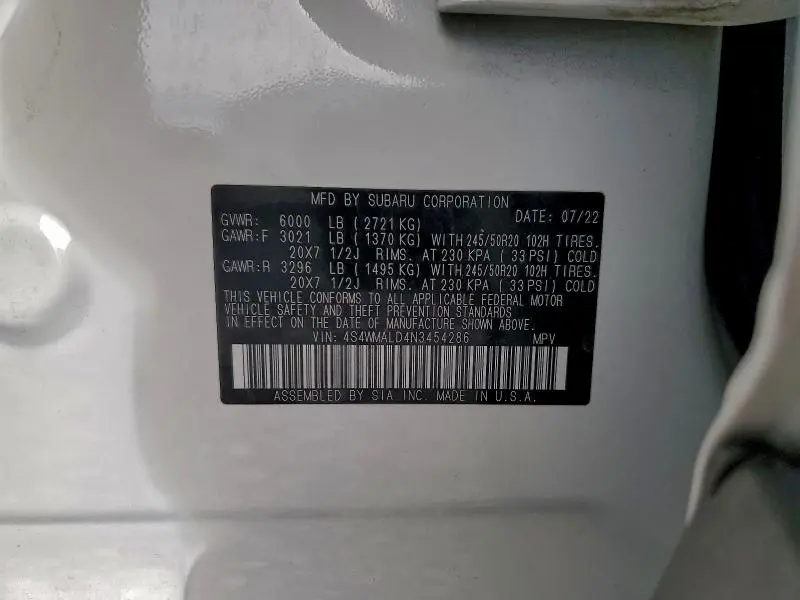 MFD BY SUBARU CORPORATION
GVWR: 6000 LB ( 2721 KG) DATE: 07/22
GAWR:F 3021 LB ( 1370 KG) WITH 245/50R20 102H TIRES.
20X7 1/2J RIMS. AT 230 KPA ( 33 PSI) COLD
GAWR:R 3296 LB ( 1495 KG) WITH 245/50R20 102H TIRES.
20X7 1/2J RIMS. AT 230 KPA ( 33 PSI) COLD
THIS VEHICLE CONFORMS TO ALL APPLICABLE FEDERAL MOTOR
VEHICLE SAFETY AND THEFT PREVENTION STANDARDS
IN EFFECT ON THE DATE OF MANUFACTURE SHOWN ABOVE.
VIN: 4S4WMALD4N3454286 MPV
ASSEMBLED BY SIA INC. MADE IN U.S.A.